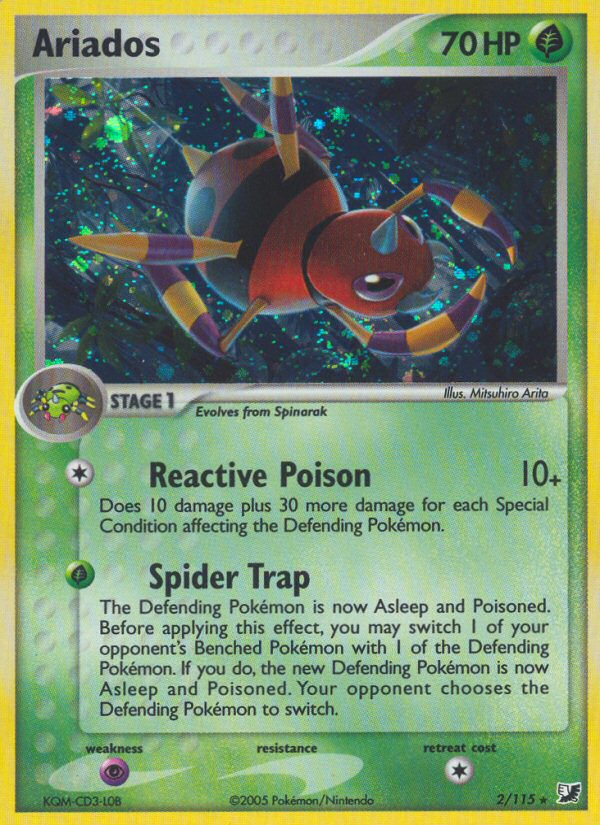 Ariados 70 HP
Illus. Mitsuhiro Arita
STAGE 1
Evolves from Spinarak
Reactive Poison 10+
Does 10 damage plus 30 more damage for each Special
Condition affecting the Defending Pokémon.
Spider Trap
The Defending Pokémon is now Asleep and Poisoned.
Before applying this effect, you may switch 1 of your
opponent's Benched Pokémon with 1 of the Defending
Pokémon. If you do, the new Defending Pokémon is now
Asleep and Poisoned. Your opponent chooses the
Defending Pokémon to switch.
weakness resistance retreat cost
KQM-CD3-L0B ©2005 Pokémon/Nintendo 2/115 ★